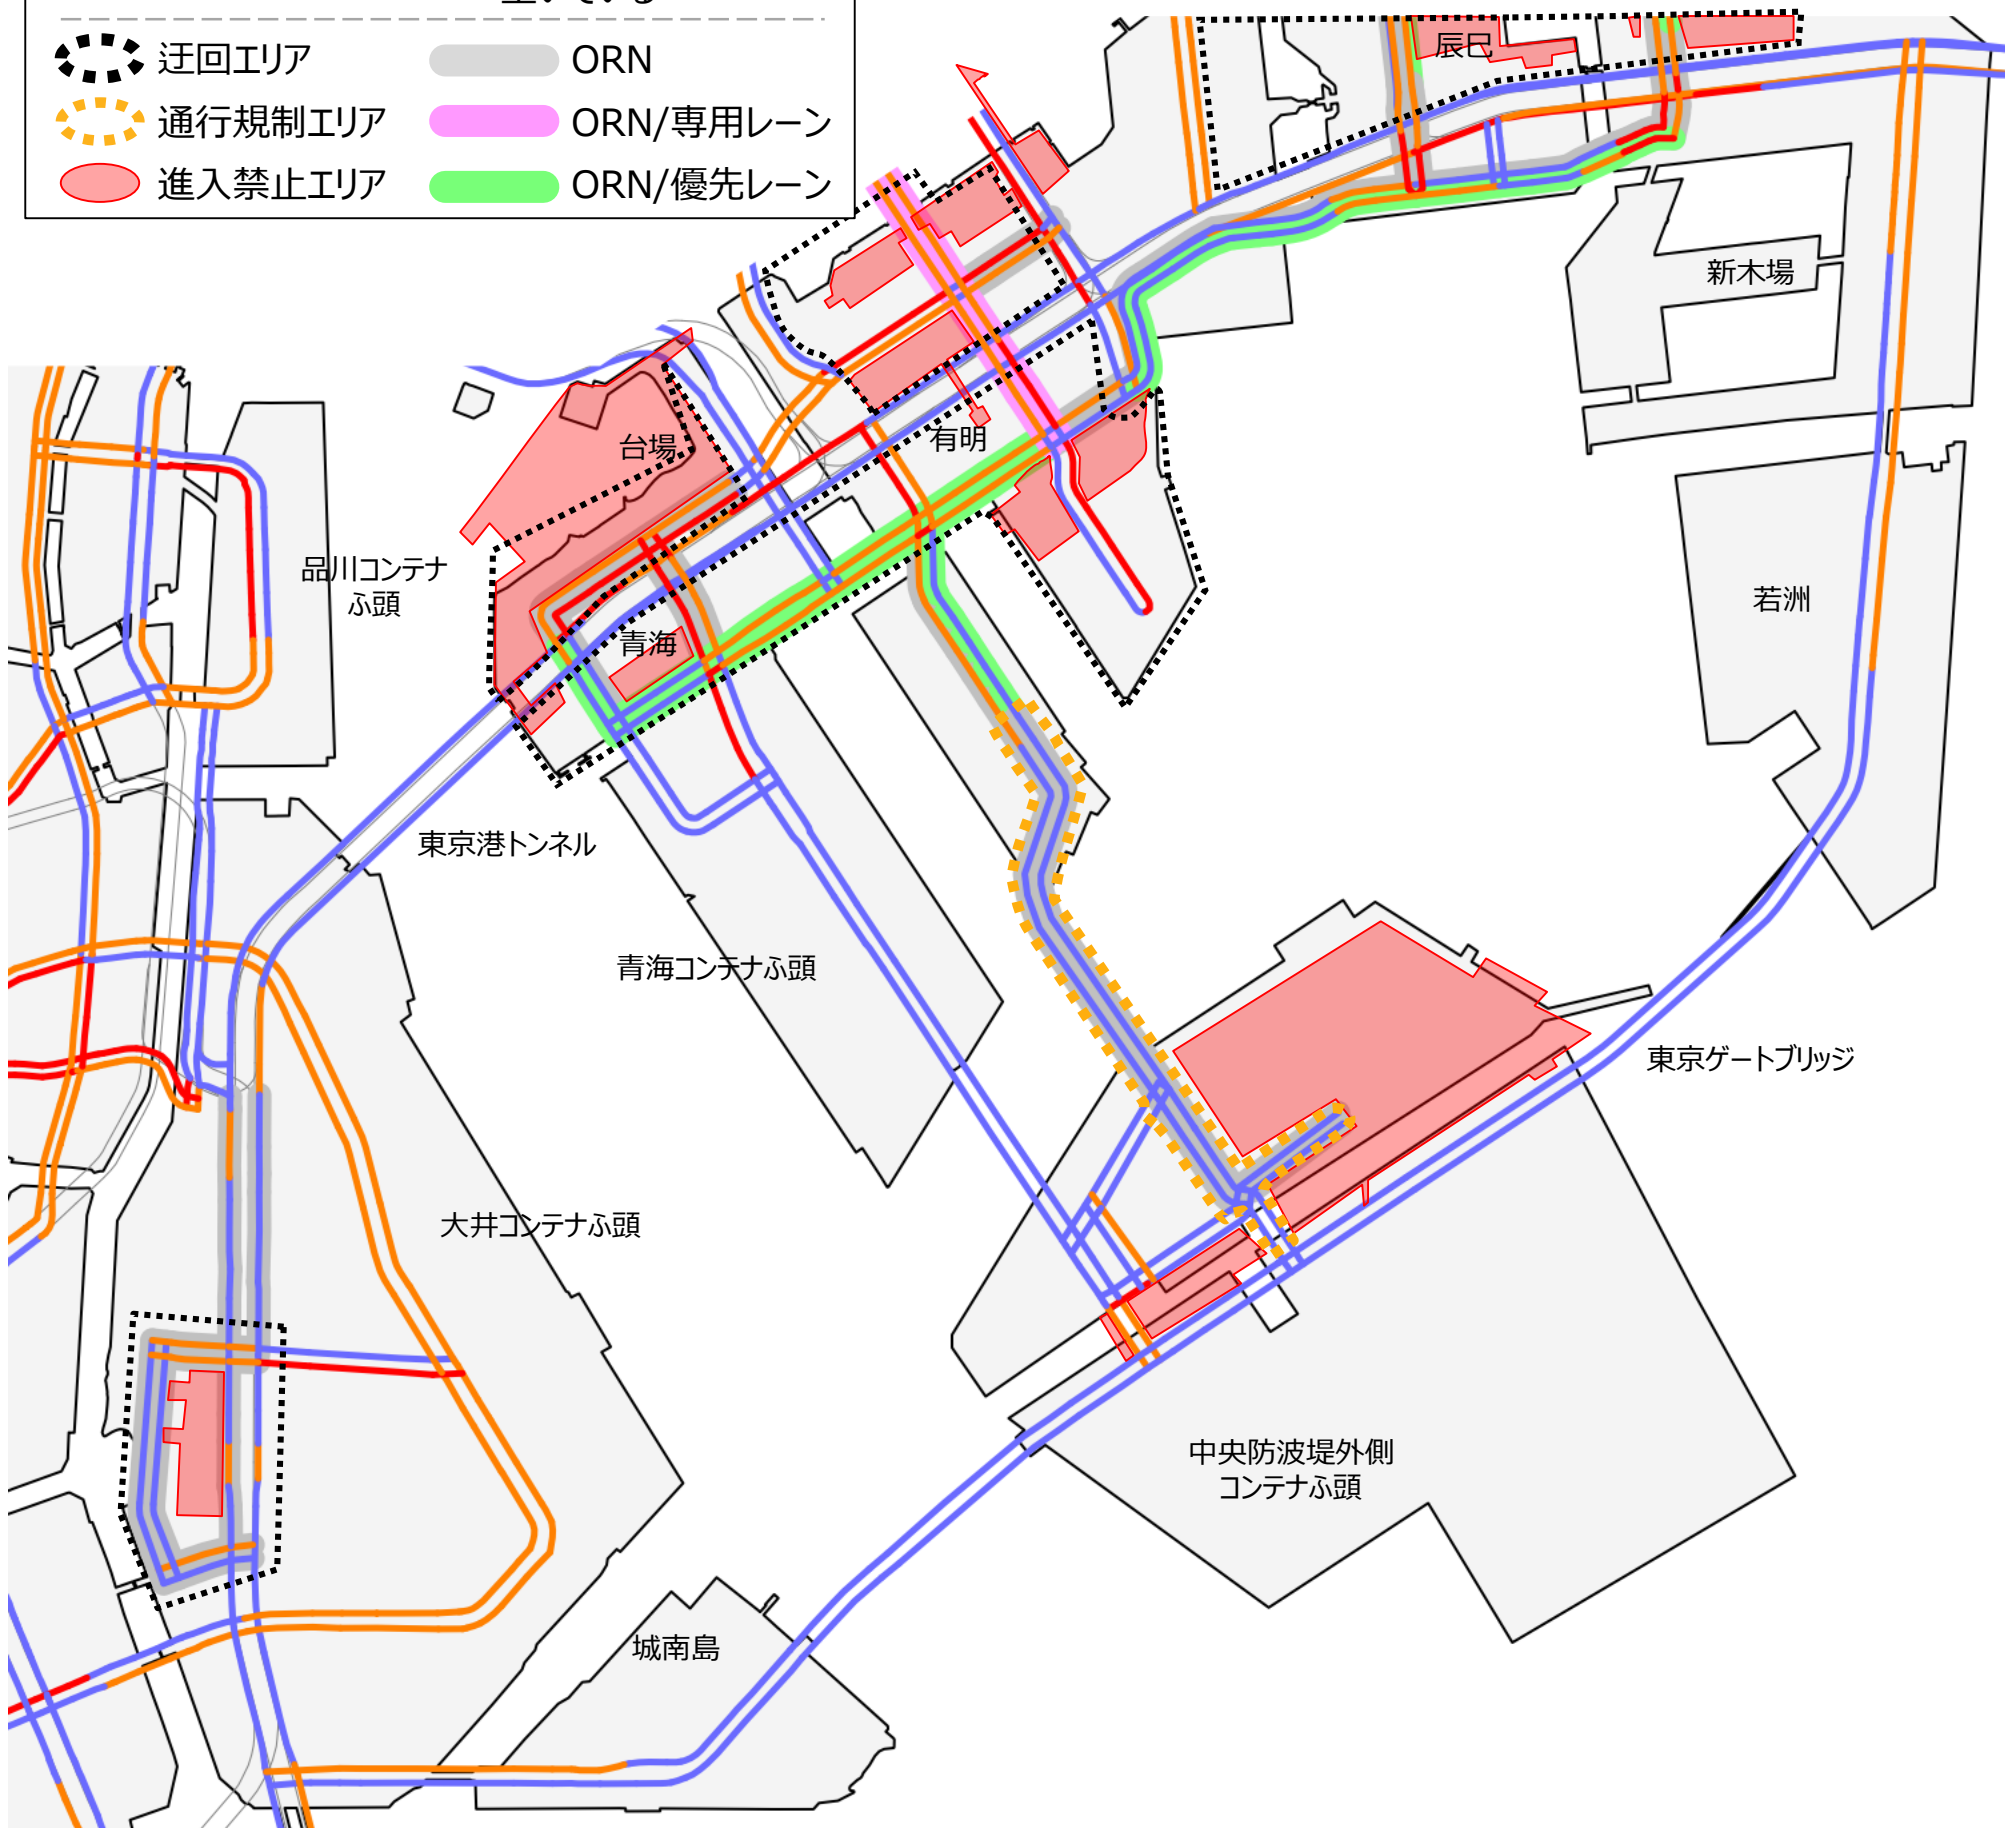 空いている
迂回エリア
ORN
通行規制エリア
ORN/専用レーン
進入禁止エリア
ORN/優先レーン
辰巳
新木場
有明
台場
品川コンテナ
ふ頭
若洲
青海
東京港トンネル
青海コンテナふ頭
東京ゲートブリッジ
大井コンテナふ頭
中央防波堤外側
コンテナふ頭
城南島